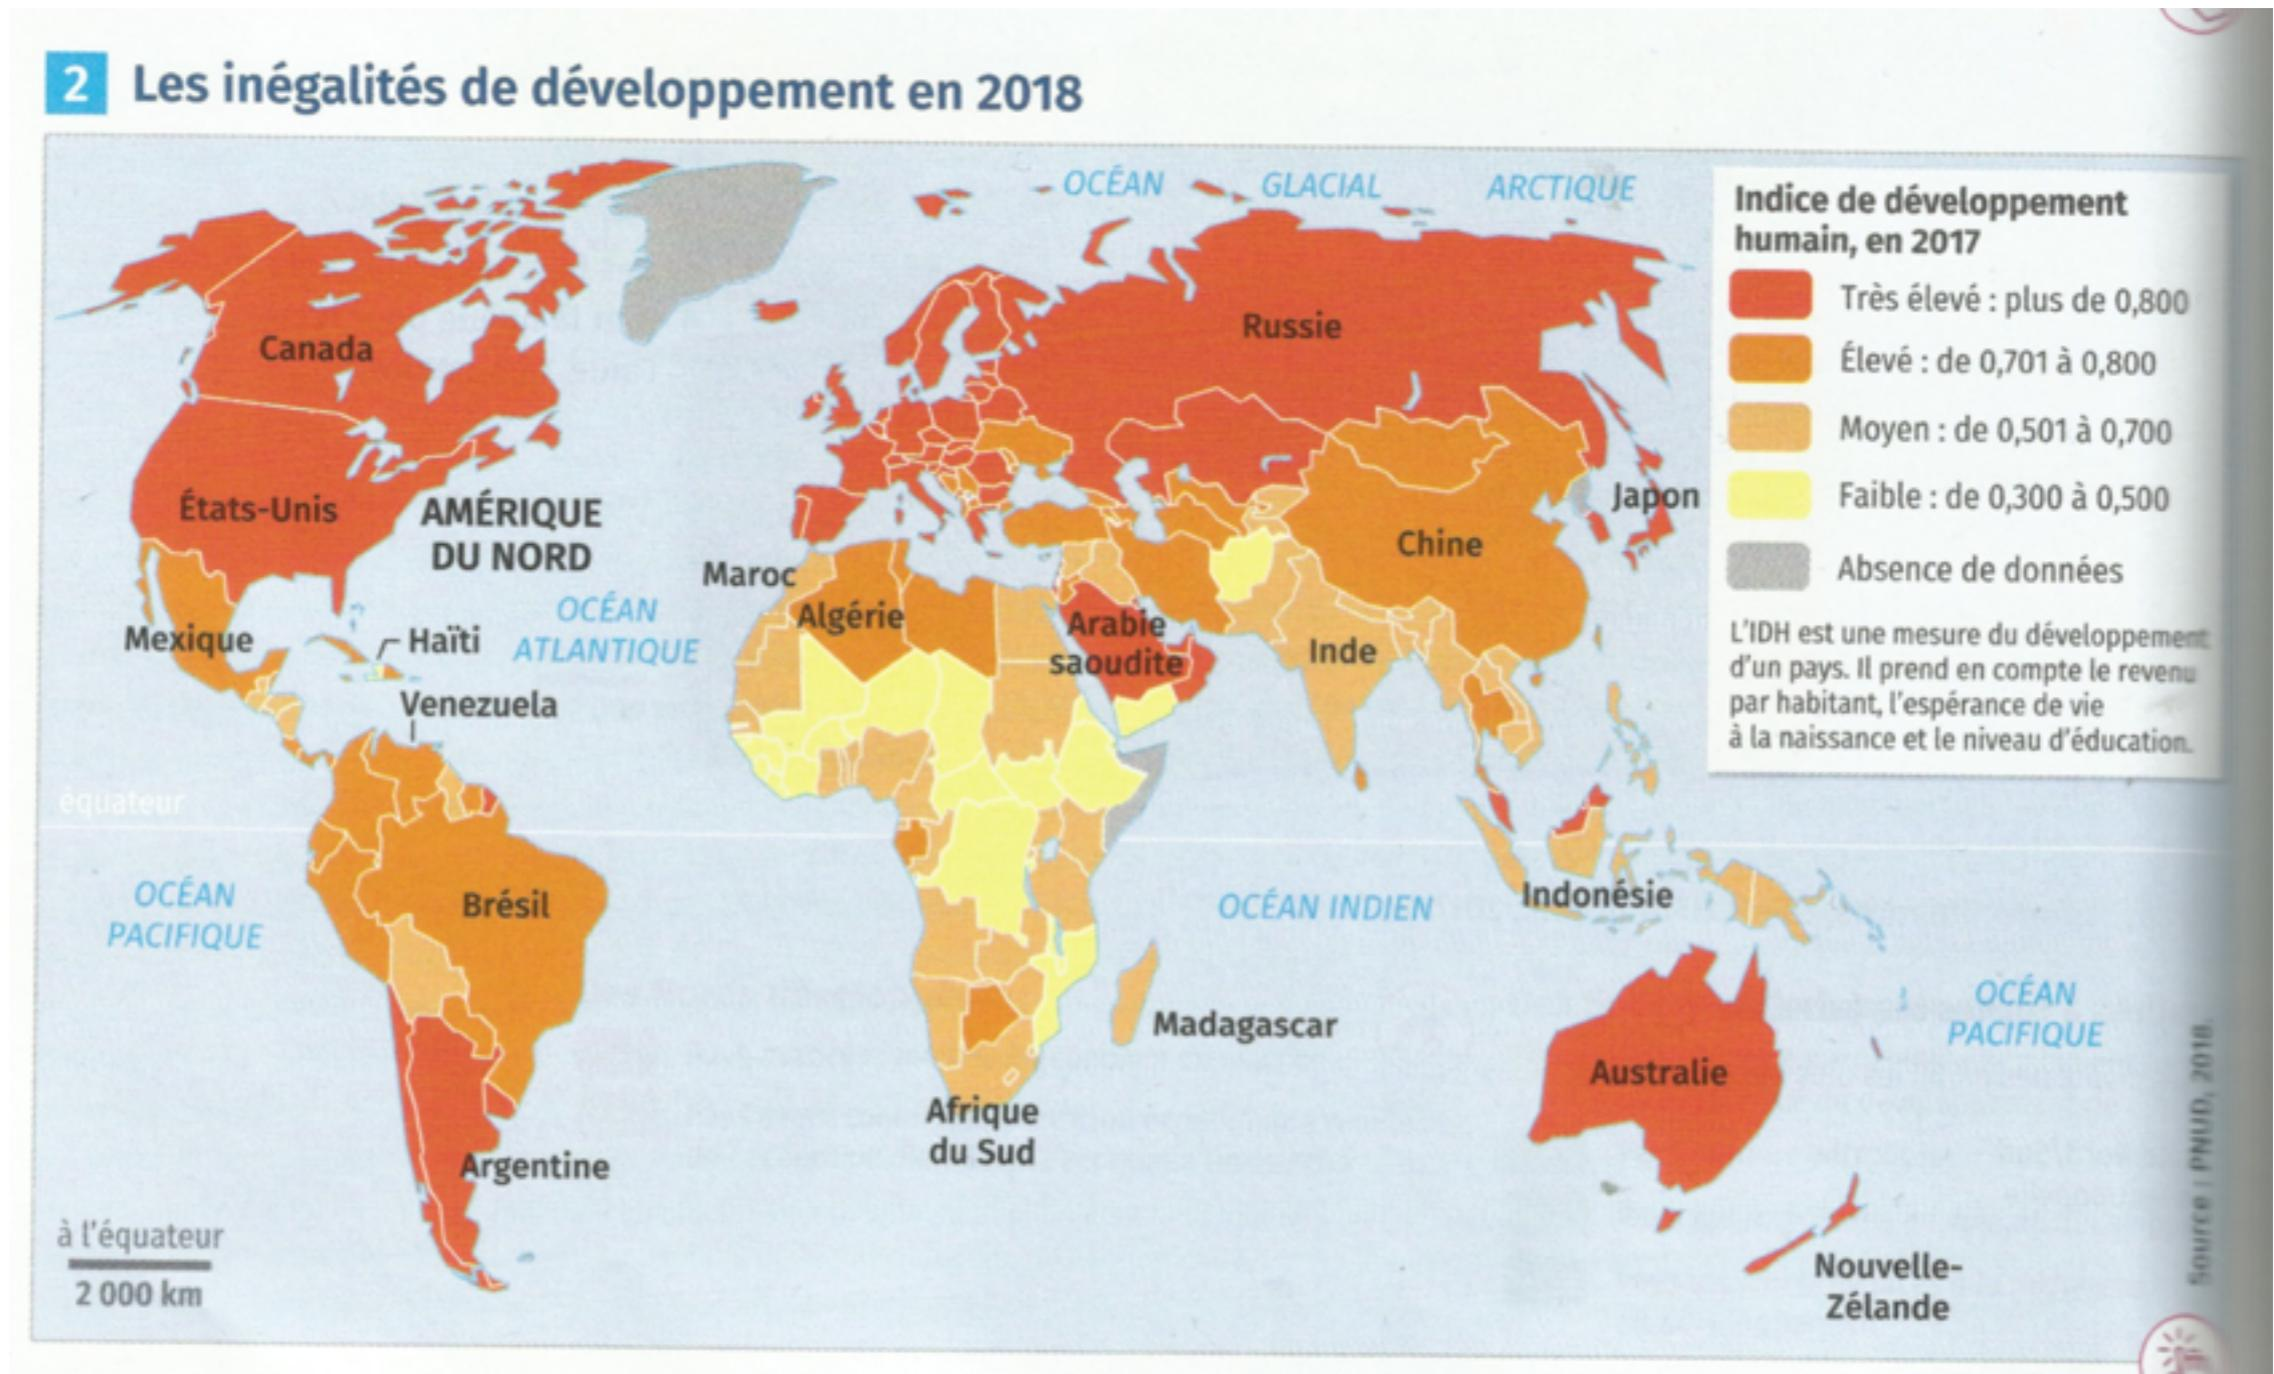 2 Les inégalités de développement en 2018
OCÉAN GLACIAL ARCTIQUE
Indice de développement
humain, en 2017
Très élevé : plus de 0,800
Élevé : de 0,701 à 0,800
Moyen : de 0,501 à 0,700
Faible : de 0,300 à 0,500
Absence de données
L'IDH est une mesure du développement
d'un pays. Il prend en compte le revenu
par habitant, l'espérance de vie
à la naissance et le niveau d'éducation.
Canada
Russie
États-Unis
AMÉRIQUE
DU NORD
Japon
Chine
Maroc
Algérie
OCÉAN
ATLANTIQUE
Arabie
saoudite
Mexique
Haïti
Inde
Venezuela
équateur
Brésil
OCÉAN
PACIFIQUE
OCÉAN INDIEN
Indonésie
Madagascar
OCÉAN
PACIFIQUE
Australie
Afrique
du Sud
Argentine
à l'équateur
2 000 km
Nouvelle-
Zélande
Source : PNUD, 2018.